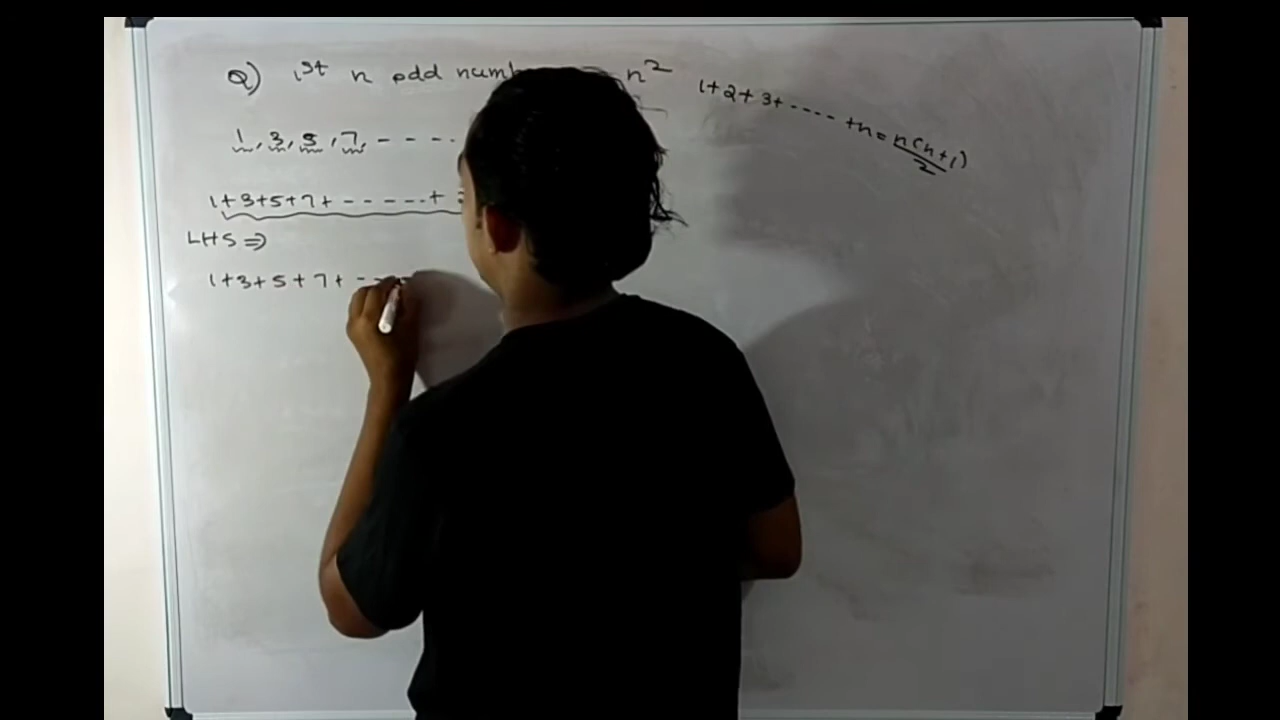 Q) 1st n odd n² 1+2+3+ ---- +n = n(n+1)/2
1, 3, 5, 7, - - - -
1+3+5+7+ - - - - - . +
LHS ⇒
1+3+5+7+ - - -